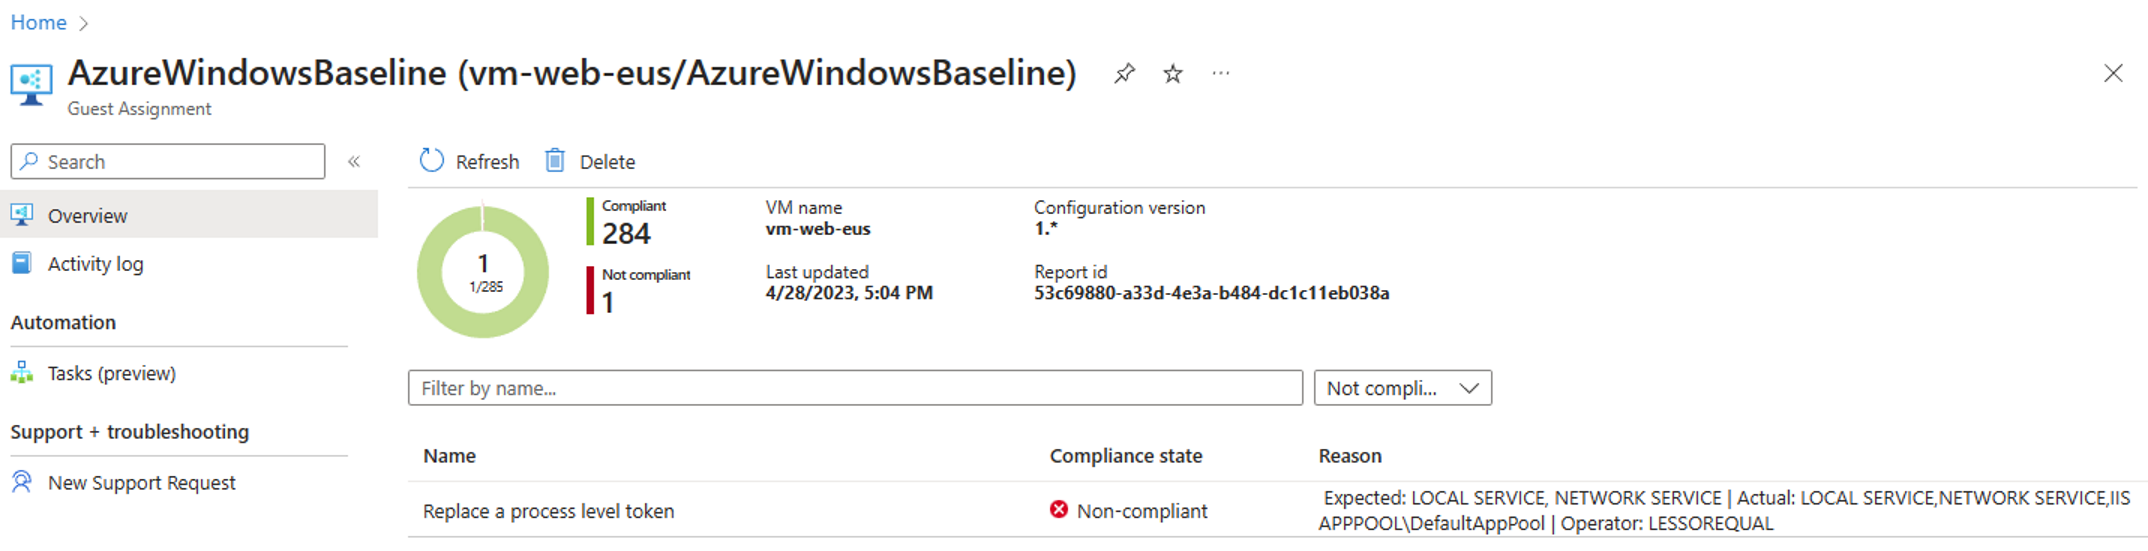 Home
AzureWindowsBaseline (vm-web-eus/AzureWindowsBaseline)
Guest Assignment
Search
Overview
Activity log
Automation
Tasks (preview)
Support + troubleshooting
New Support Request
Refresh Delete
1
1/285
Compliant
284
Not compliant
1
VM name
vm-web-eus
Last updated
4/28/2023, 5:04 PM
Configuration version
1.*
Report id
53c69880-a33d-4e3a-b484-dc1c11eb038a
Filter by name...
Not compli...
Name Compliance state Reason
Replace a process level token Non-compliant Expected: LOCAL SERVICE, NETWORK SERVICE | Actual: LOCAL SERVICE,NETWORK SERVICE,IIS
APPPOOL\DefaultAppPool | Operator: LESSOREQUAL